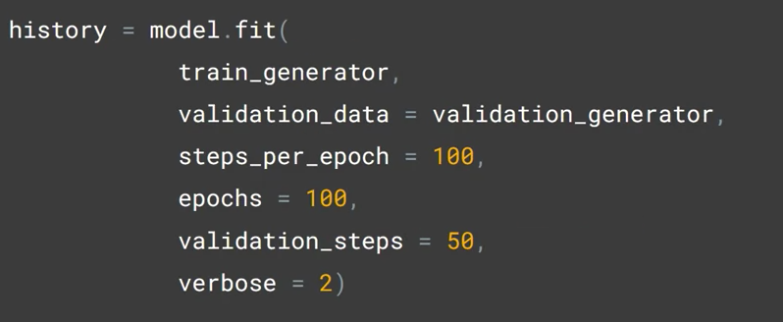 history = model.fit(
train_generator,
validation_data = validation_generator,
steps_per_epoch = 100,
epochs = 100,
validation_steps = 50,
verbose = 2)